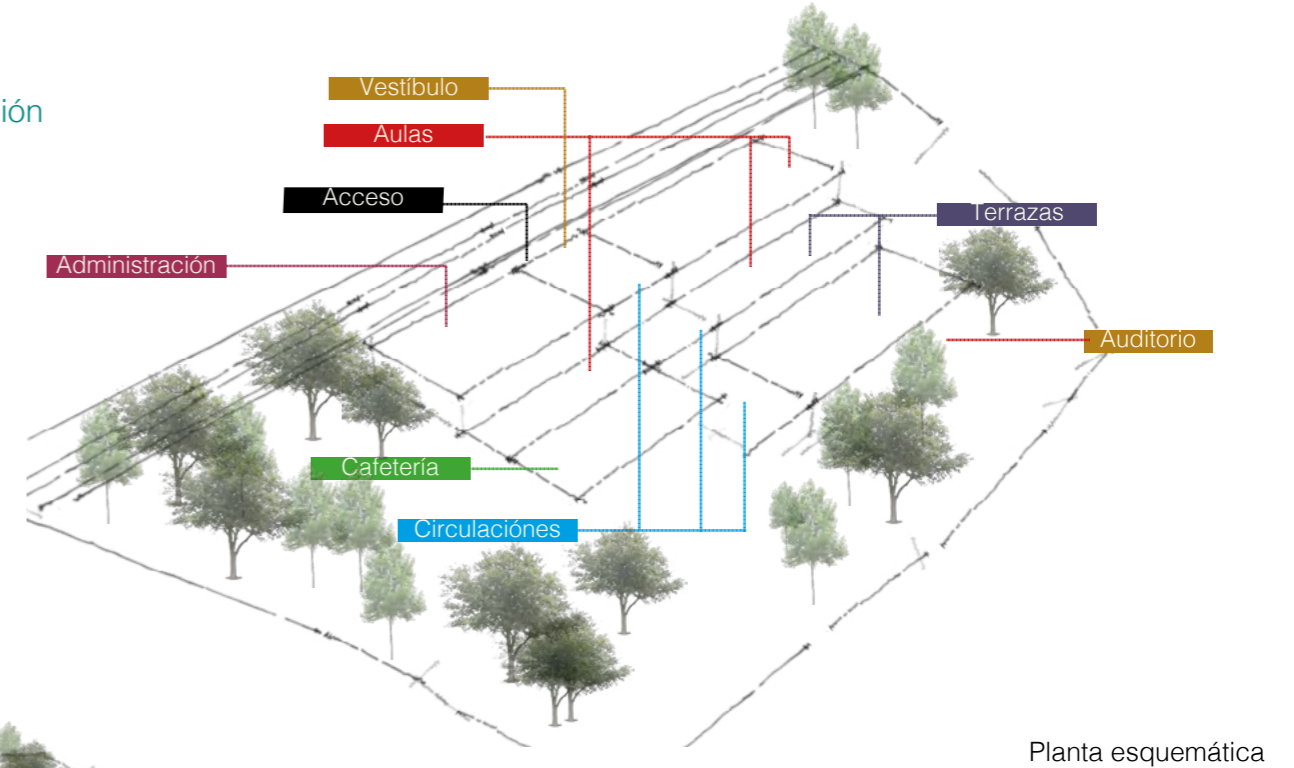 Vestíbulo
ión
Aulas
Acceso
Terrazas
Administración
Auditorio
Cafetería
Circulaciónes
Planta esquemática